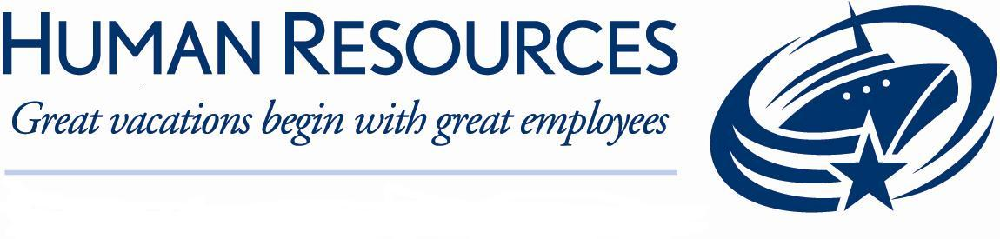 HUMAN RESOURCES
Great vacations begin with great employees